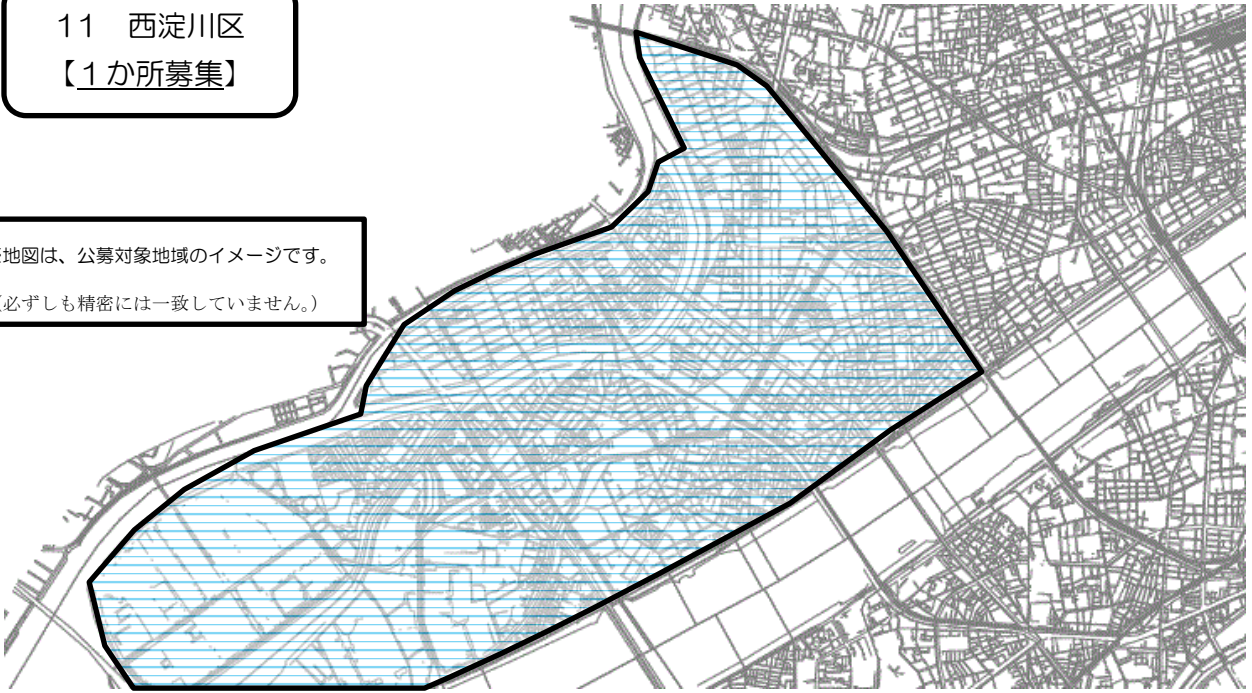 11 西淀川区
【1か所募集】
地図は、公募対象地域のイメージです。
必ずしも精密には一致していません。）